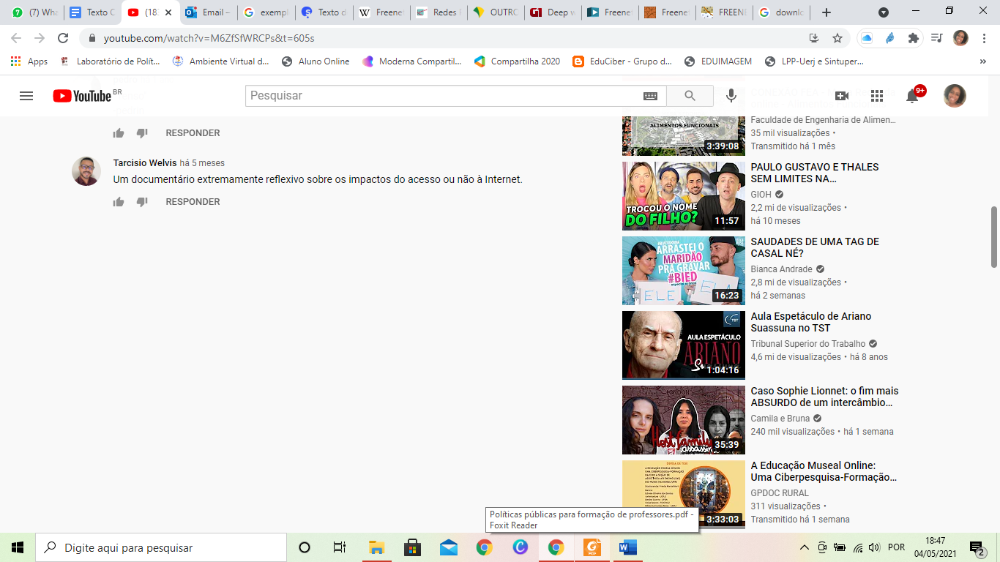 (7) Wha
Texto C
(18:
Email –
exempl
Texto d
Freenet
Redes i
OUTRO
Deep w
Freenet
Freenet
FREENE
downlo
youtube.com/watch?v=M6ZfSfWRCPs&t=605s
Apps
Laboratório de Polít...
Ambiente Virtual d...
Aluno Online
Moderna Compartil...
Compartilha 2020
EduCiber - Grupo d...
EDUIMAGEM
LPP-Uerj e Sintuper...
YouTube BR
Pesquisar
9+
RESPONDER
Tarcisio Welvis há 5 meses
Um documentário extremamente reflexivo sobre os impactos do acesso ou não à Internet.
RESPONDER
ALIMENTOS FUNCIONAIS
3:39:08
Faculdade de Engenharia de Alimen...
35 mil visualizações •
Transmitido há 1 mês
TROCOU O NOME
DO FILHO?
11:57
PAULO GUSTAVO E THALES
SEM LIMITES NA...
GIOH
2,2 mi de visualizações •
há 10 meses
ARRASTEI O
MARIDÃO
PRA GRAVAR
#BIED
ELE
ELA
16:23
SAUDADES DE UMA TAG DE
CASAL NÉ?
Bianca Andrade
2,8 mi de visualizações •
há 2 semanas
TST
AULA ESPETÁCULO
ARIANO
1:04:16
Aula Espetáculo de Ariano
Suassuna no TST
Tribunal Superior do Trabalho
4,6 mi de visualizações • há 8 anos
LONDON
Host family
35:39
Caso Sophie Lionnet: o fim mais
ABSURDO de um intercâmbio...
Camila e Bruna
240 mil visualizações • há 1 semana
3:33:03
A Educação Museal Online:
Uma Ciberpesquisa-Formação...
GPDOC RURAL
311 visualizações •
Transmitido há 1 semana
Políticas públicas para formação de professores.pdf -
Foxit Reader
Digite aqui para pesquisar
POR
18:47
04/05/2021
2